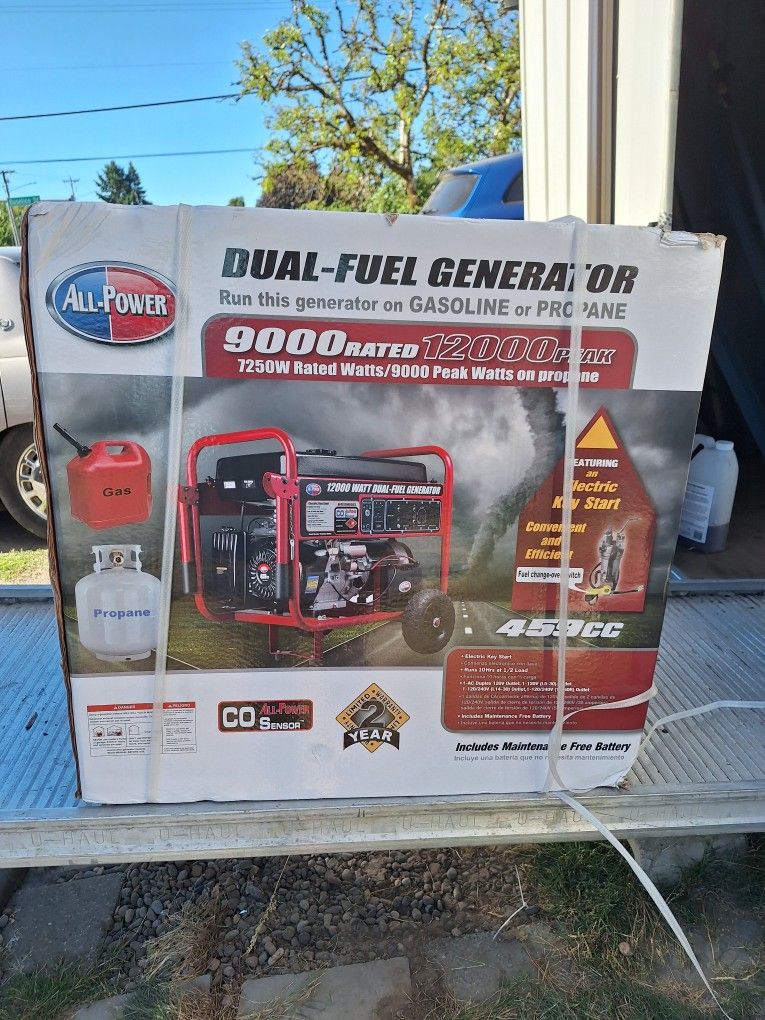 DUAL-FUEL GENERATOR
Run this generator on GASOLINE or PROPANE
ALL-POWER
9000 RATED 12000 PEAK
7250W Rated Watts/9000 Peak Watts on propane
Gas
Propane
12000 WATT DUAL-FUEL GENERATOR
FEATURING
an
Electric
Key Start
Convenient
and
Efficient
Fuel change-over switch
459CC
• Electric Key Start
• Runs 10Hrs at 1/2 Load
• Includes Maintenance Free Battery
CO ALL-POWER
SENSOR
LIMITED WARRANTY
2
YEAR
Includes Maintenance Free Battery
Incluye una batería que no necesita mantenimiento
U-HAUL U-HAUL U-HAUL U-HAUL